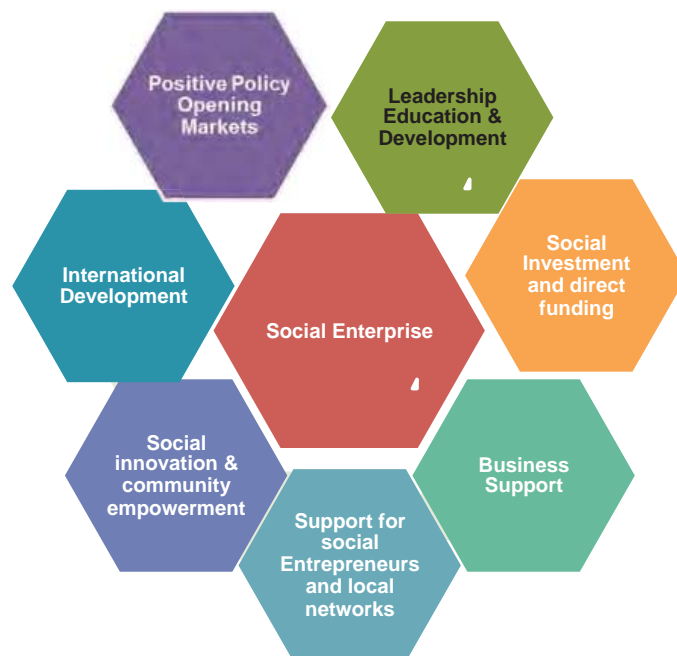 Positive Policy
Opening
Markets
Leadership
Education &
Development
Social
Investment
and direct
funding
International
Development
Social Enterprise
Social
innovation &
community
empowerment
Business
Support
Support for
social
Entrepreneurs
and local
networks